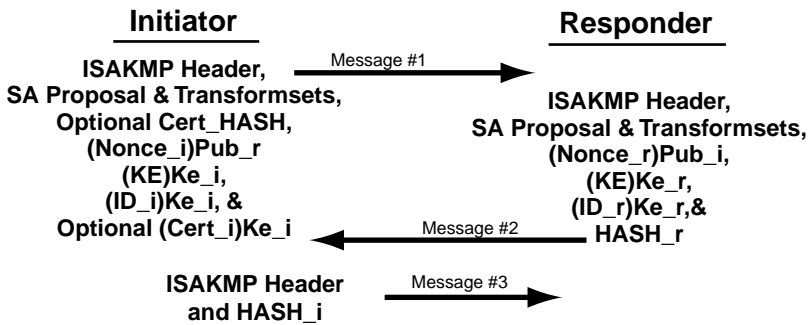 Initiator
Responder
Message #1
ISAKMP Header,
SA Proposal & Transformsets,
Optional Cert_HASH,
(Nonce_i)Pub_r
(KE)Ke_i,
(ID_i)Ke_i, &
Optional (Cert_i)Ke_i
ISAKMP Header,
SA Proposal & Transformsets,
(Nonce_r)Pub_i,
(KE)Ke_r,
(ID_r)Ke_r,&
HASH_r
Message #2
ISAKMP Header
and HASH_i
Message #3